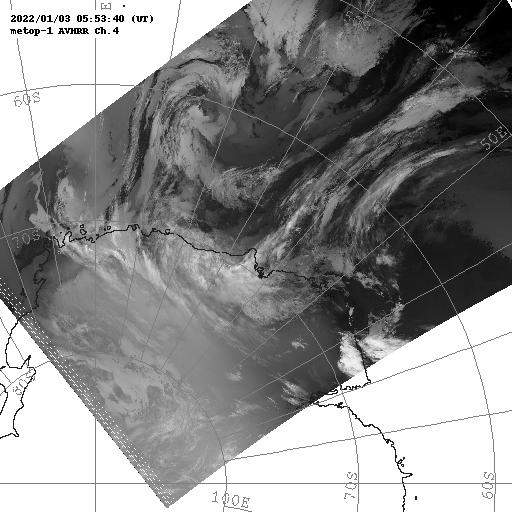 2022/01/03 05:53:40 (UT)
metop-1 AVHRR Ch.4
E
75E
60S
50E
70S
80S
100E
70S
60S